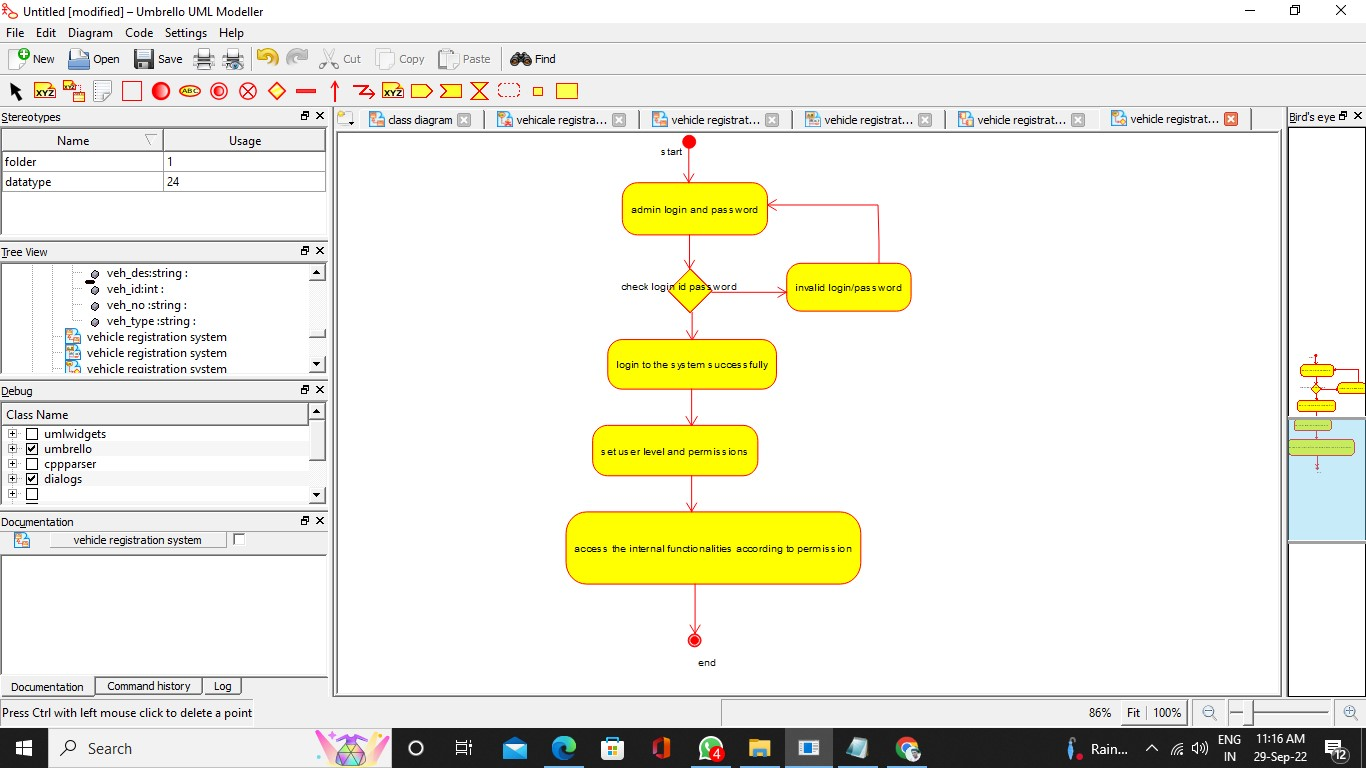 Untitled [modified] – Umbrello UML Modeller
File Edit Diagram Code Settings Help
New Open Save Cut Copy Paste Find
XYZ XYZ ABC XYZ
Stereotypes
Name Usage
folder 1
datatype 24
Tree View
veh_des:string :
veh_id:int :
veh_no :string :
veh_type :string :
vehicle registration system
vehicle registration system
vehicle registration system
Debug
Class Name
umlwidgets
umbrello
cppparser
dialogs
Documentation
vehicle registration system
Documentation Command history Log
Press Ctrl with left mouse click to delete a point
class diagram vehicale registra... vehicle registrat... vehicle registrat... vehicle registrat... vehicle registrat...
start
admin login and password
check login id password
invalid login/password
login to the system successfully
set user level and permissions
access the internal functionalities according to permission
end
Bird's eye
86% Fit 100%
Search
4
Rain...
ENG
IN
11:16 AM
29-Sep-22
12